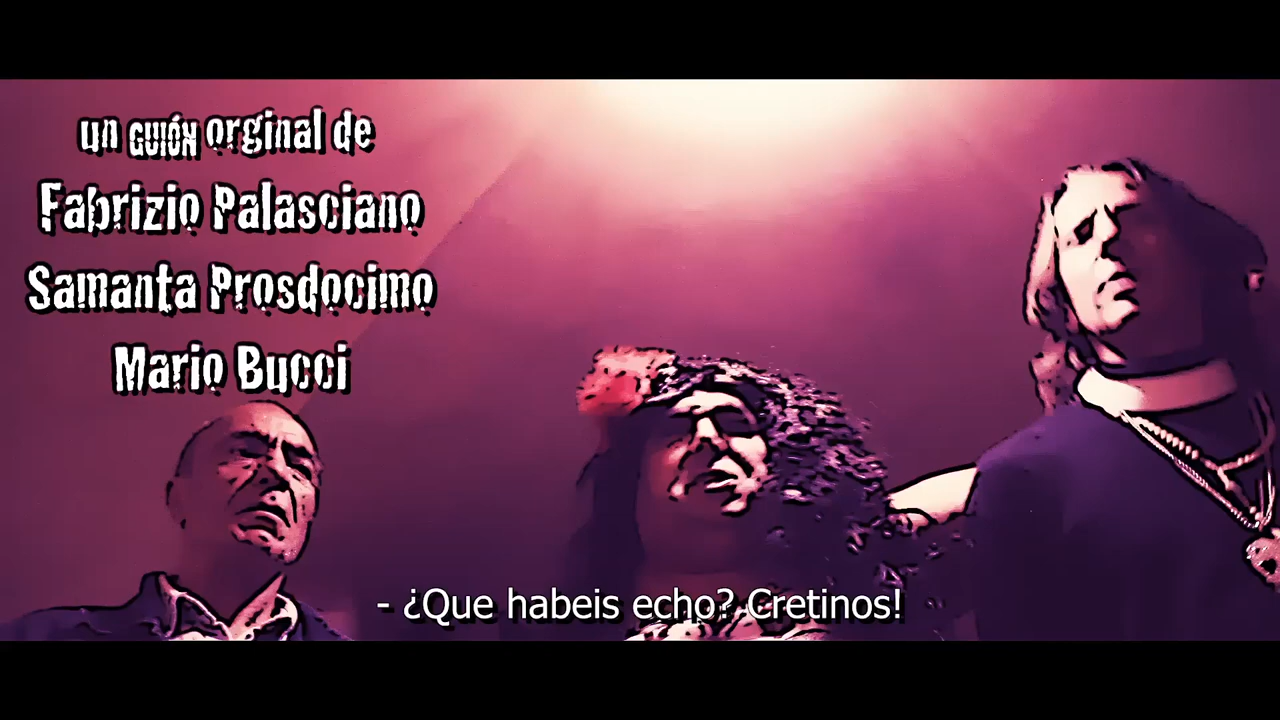 un GUIÓN orginal de
Fabrizio Palasciano
Samanta Prosdocimo
Mario Bucci
- ¿Que habeis echo? Cretinos!